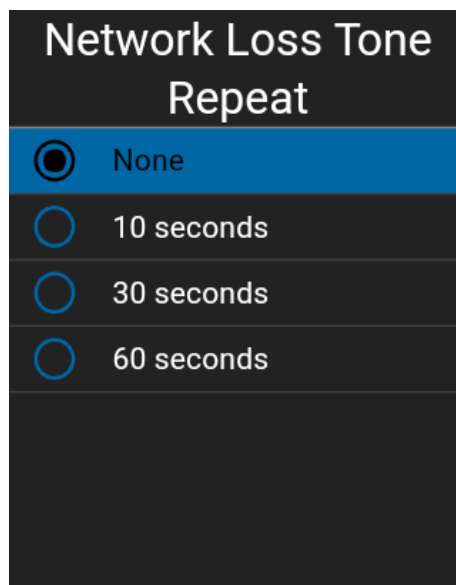 Network Loss Tone
Repeat
None
10 seconds
30 seconds
60 seconds